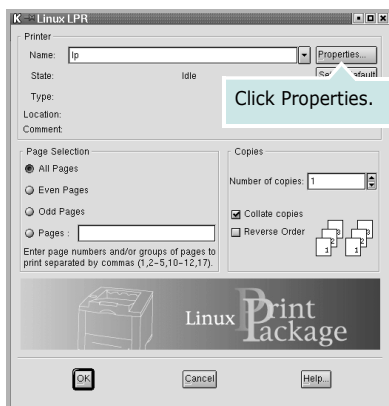 Linux LPR
Printer
Name: lp Properties...
State: Idle
Click Properties.
Type:
Location:
Comment:
Page Selection
All Pages
Even Pages
Odd Pages
Pages :
Enter page numbers and/or groups of pages to
print separated by commas (1,2-5,10-12,17).
Copies
Number of copies: 1
Collate copies
Reverse Order
Linux Print
Package
OK Cancel Help...